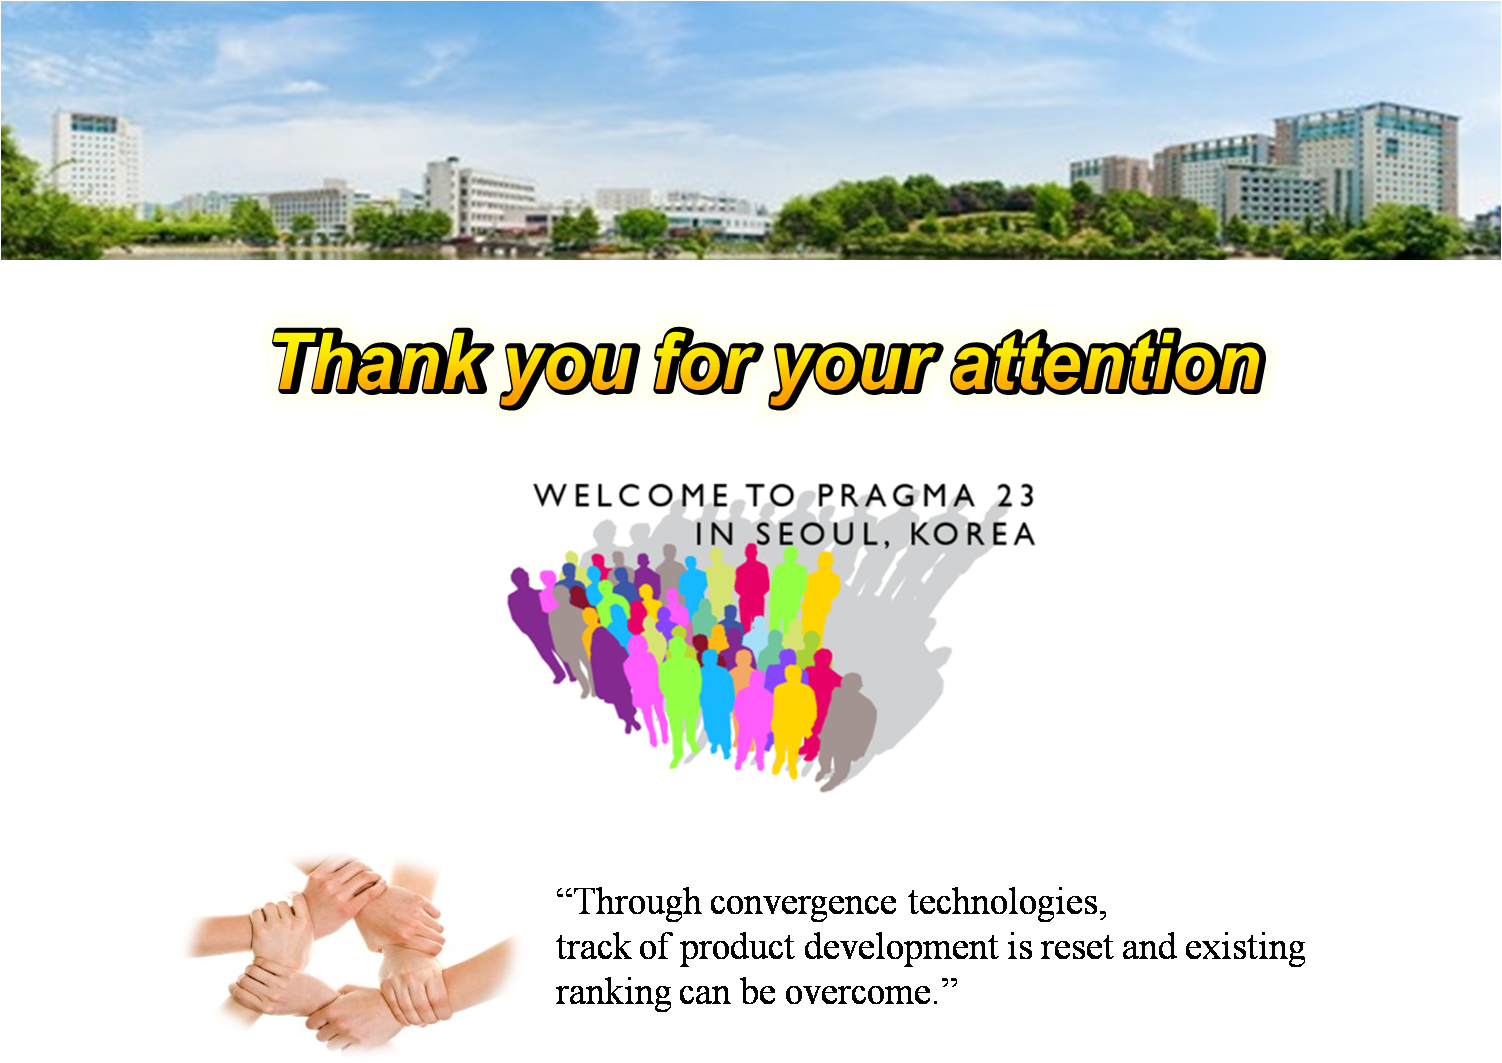 Thank you for your attention
WELCOME TO PRAGMA 23
IN SEOUL, KOREA
“Through convergence technologies,
track of product development is reset and existing
ranking can be overcome.”